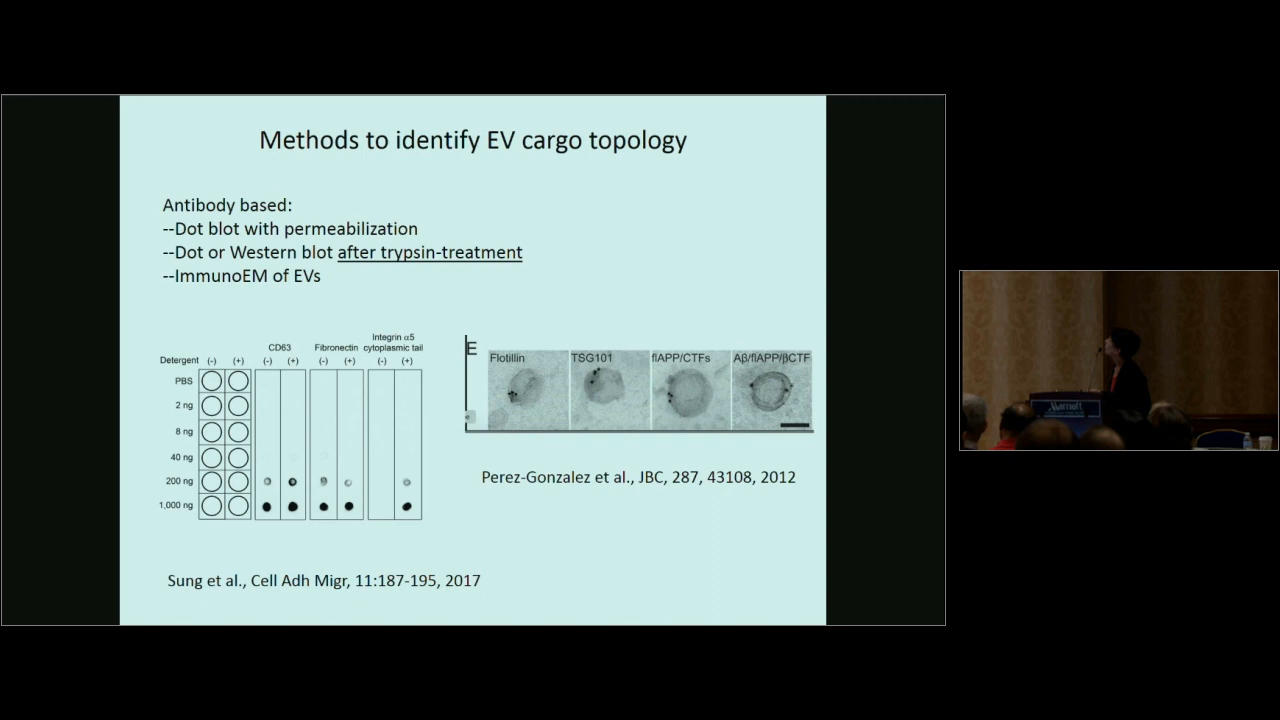 Methods to identify EV cargo topology
Antibody based:
--Dot blot with permeabilization
--Dot or Western blot after trypsin-treatment
--ImmunoEM of EVs
Integrin α5
CD63 Fibronectin cytoplasmic tail
Detergent (-) (+) (-) (+) (-) (+) (-) (+)
PBS
2 ng
8 ng
40 ng
200 ng
1,000 ng
E
Flotillin TSG101 flAPP/CTFs Aβ/flAPP/βCTF
Perez-Gonzalez et al., JBC, 287, 43108, 2012
Sung et al., Cell Adh Migr, 11:187-195, 2017
Marriott